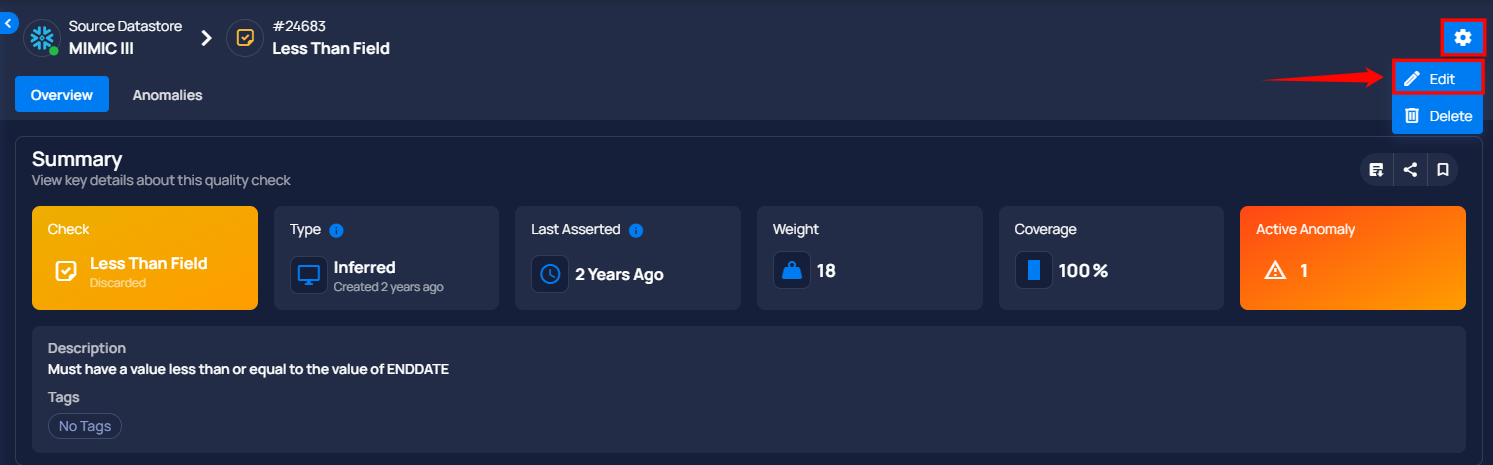 Source Datastore
MIMIC III
#24683
Less Than Field
Edit
Delete
Overview
Anomalies
Summary
View key details about this quality check
Check
Less Than Field
Discarded
Type
Inferred
Created 2 years ago
Last Asserted
2 Years Ago
Weight
18
Coverage
100%
Active Anomaly
1
Description
Must have a value less than or equal to the value of ENDDATE
Tags
No Tags